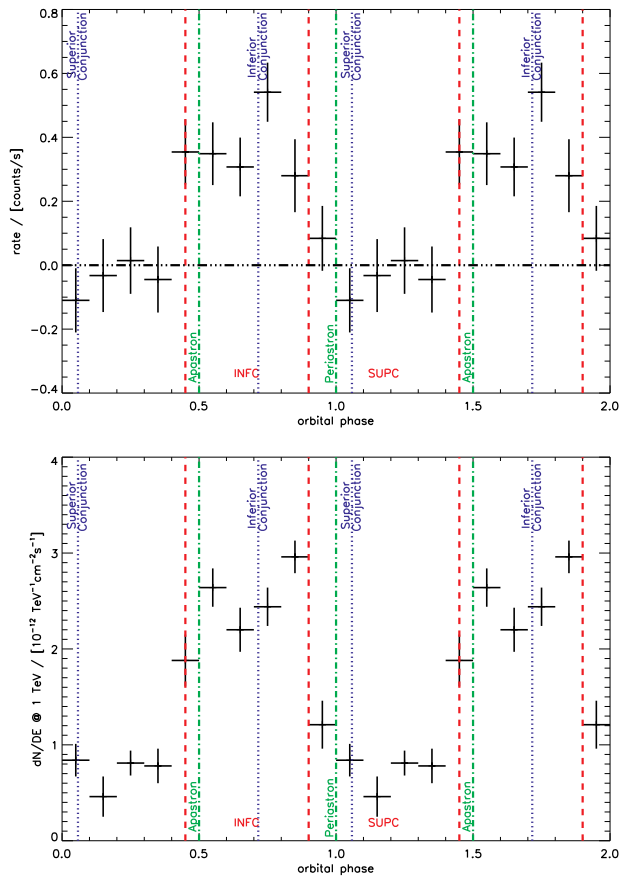 0.8
Superior
Conjunction
Inferior
Conjunction
Superior
Conjunction
Inferior
Conjunction
0.6
0.4
0.2
0.0
−0.2
−0.4
rate / [counts/s]
Apastron
INFC
Periastron
SUPC
Apastron
0.0 0.5 1.0 1.5 2.0
orbital phase
4
Superior
Conjunction
Inferior
Conjunction
Superior
Conjunction
Inferior
Conjunction
3
2
1
0
dN/DE @ 1 TeV / [10⁻¹² TeV⁻¹cm⁻²s⁻¹]
Apastron
INFC
Periastron
SUPC
Apastron
0.0 0.5 1.0 1.5 2.0
orbital phase